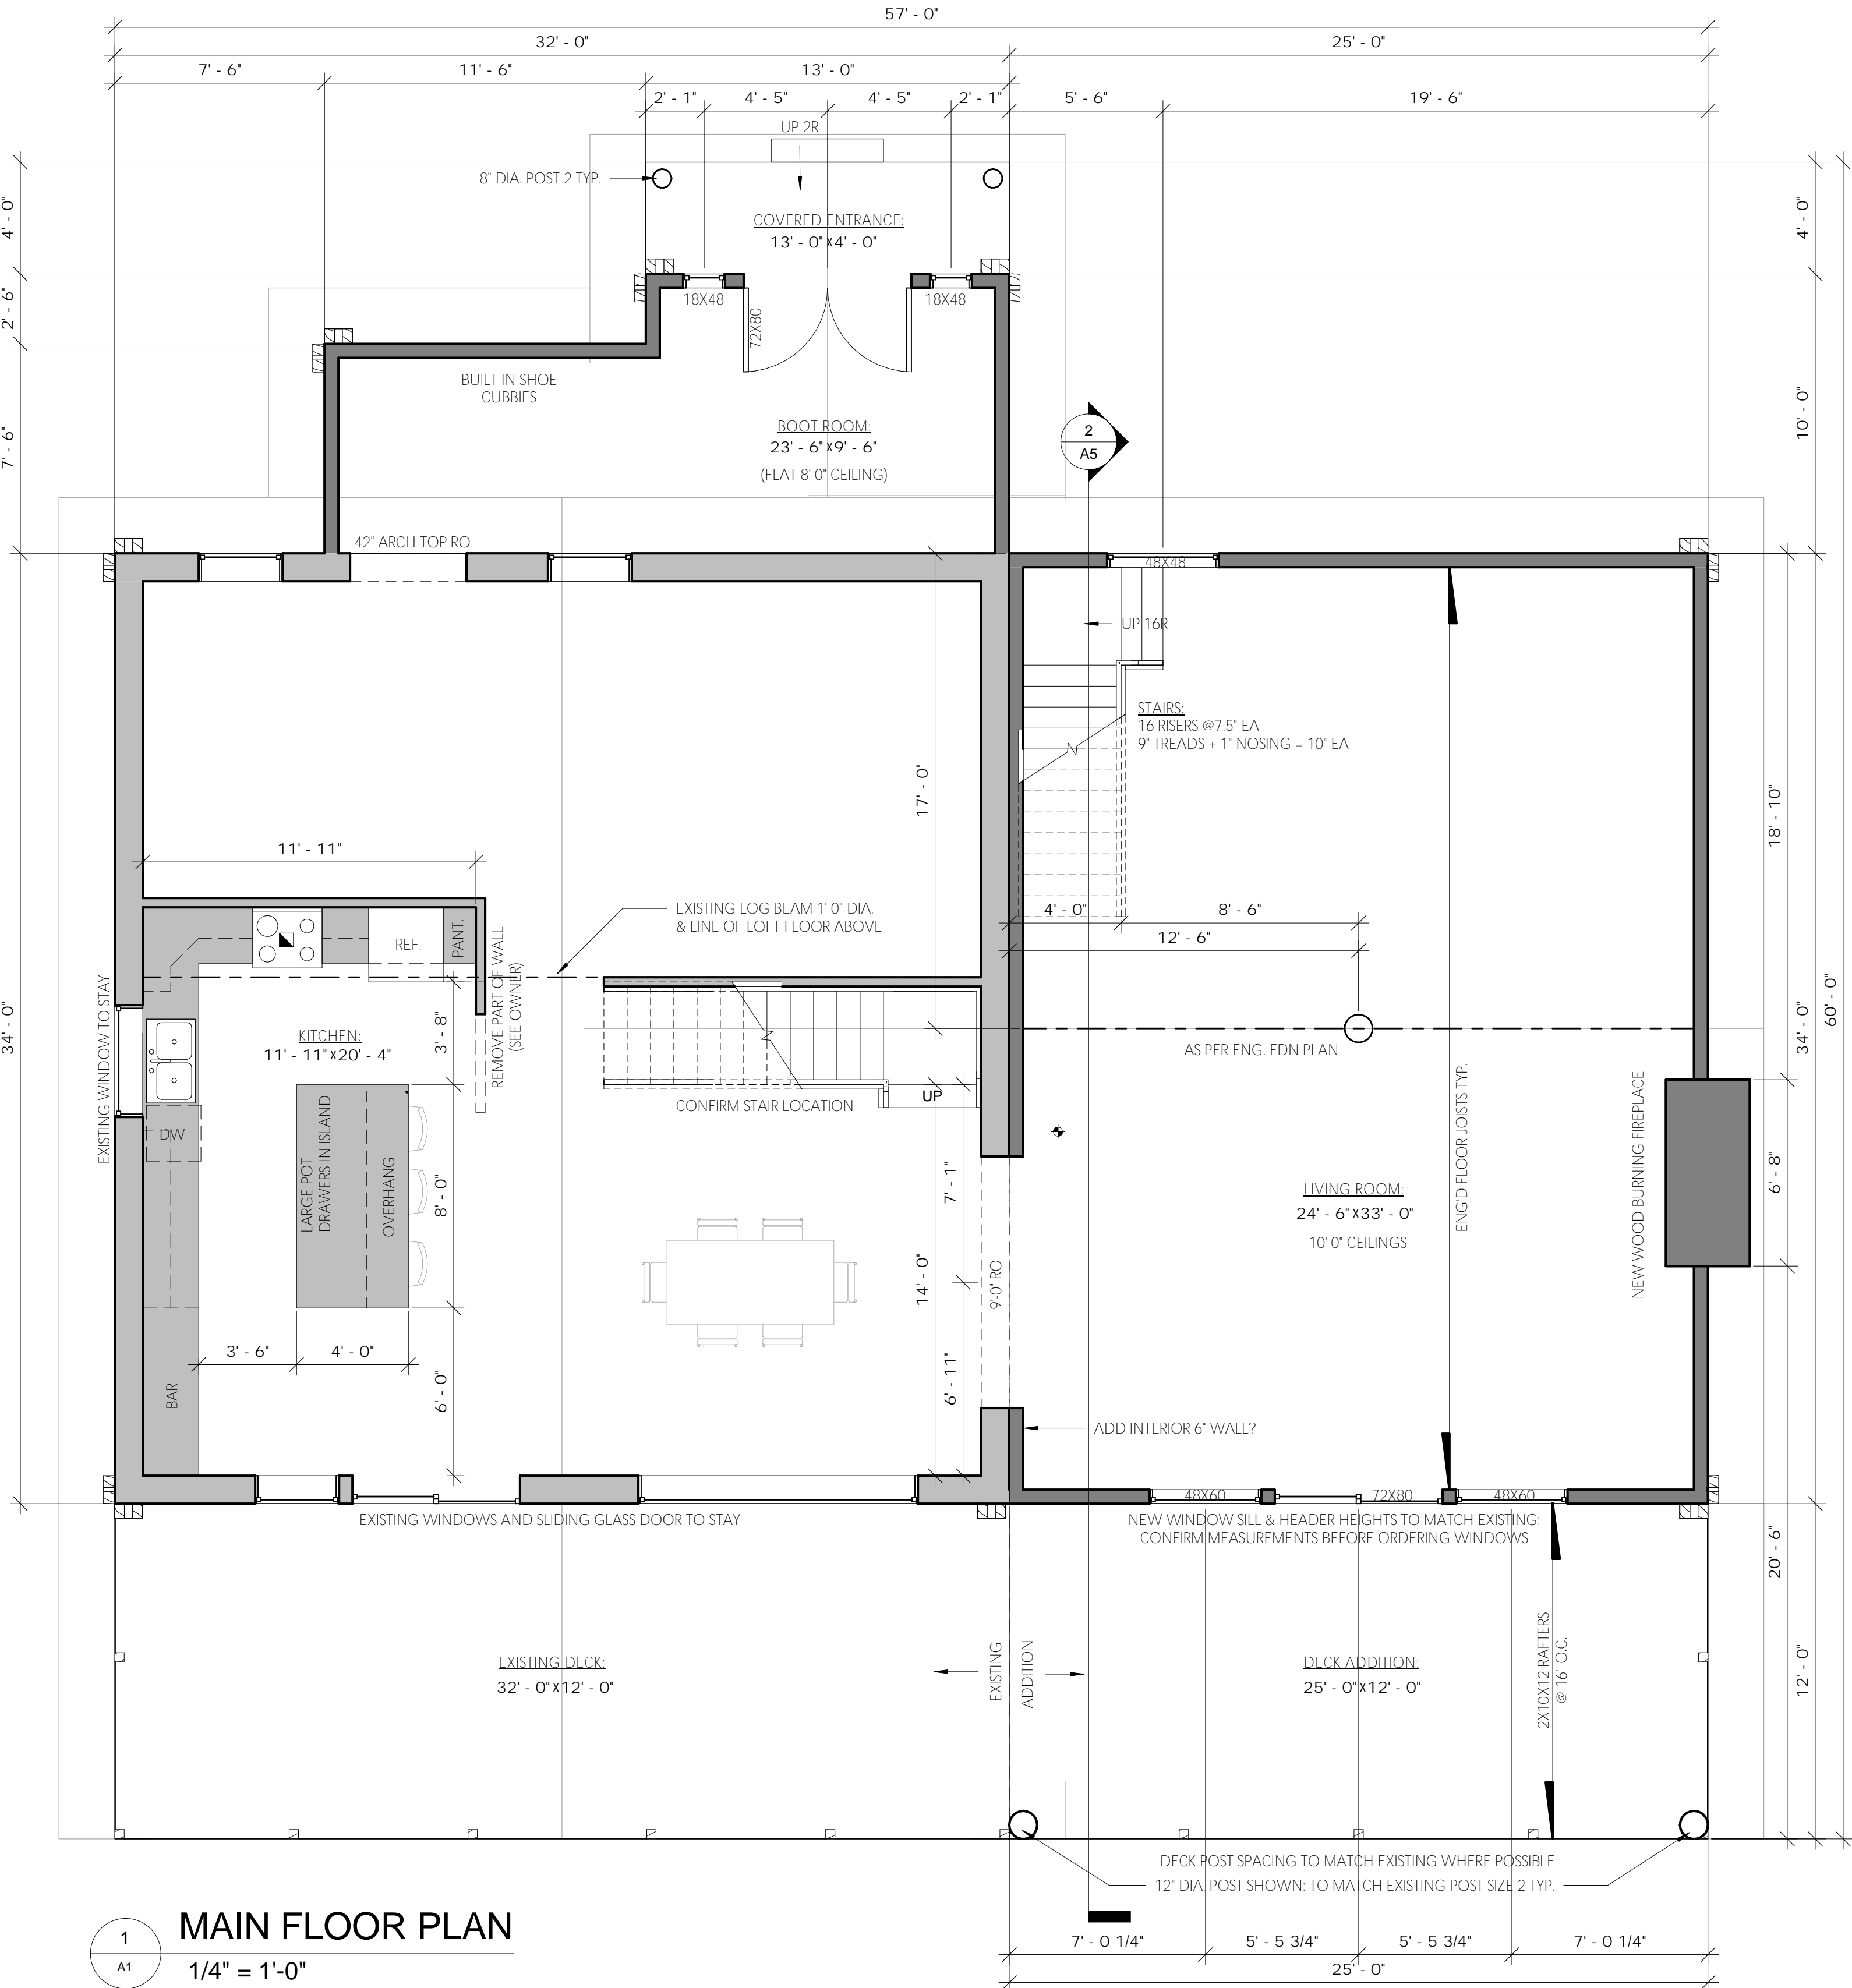 57' - 0"
32' - 0"
25' - 0"
7' - 6"
11' - 6"
13' - 0"
2' - 1"
4' - 5"
4' - 5"
2' - 1"
5' - 6"
19' - 6"
UP 2R
8" DIA. POST 2 TYP.
COVERED ENTRANCE:
13' - 0" X 4' - 0"
4' - 0"
2' - 6"
7' - 6"
34' - 0"
4' - 0"
10' - 0"
18' - 10"
34' - 0"
60' - 0"
6' - 8"
20' - 6"
12' - 0"
18X48
72X80
18X48
BUILT-IN SHOE
CUBBIES
BOOT ROOM:
23' - 6" X 9' - 6"
(FLAT 8'-0" CEILING)
2
A5
42" ARCH TOP RO
48X48
UP 16R
STAIRS:
16 RISERS @7.5" EA
9" TREADS + 1" NOSING = 10" EA
17' - 0"
11' - 11"
EXISTING LOG BEAM 1'-0" DIA.
& LINE OF LOFT FLOOR ABOVE
4' - 0"
8' - 6"
12' - 6"
REF.
PANT.
REMOVE PART OF WALL
(SEE OWNER)
EXISTING WINDOW TO STAY
KITCHEN:
11' - 11" X 20' - 4"
3' - 8"
AS PER ENG. FDN PLAN
ENG'D FLOOR JOISTS TYP.
NEW WOOD BURNING FIREPLACE
UP
CONFIRM STAIR LOCATION
DW
LARGE POT
DRAWERS IN ISLAND
OVERHANG
8' - 0"
7' - 1"
LIVING ROOM:
24' - 6" X 33' - 0"
10'-0" CEILINGS
14' - 0"
9'-0" RO
3' - 6"
4' - 0"
6' - 0"
6' - 11"
BAR
ADD INTERIOR 6" WALL?
48X60
72X80
48X60
EXISTING WINDOWS AND SLIDING GLASS DOOR TO STAY
NEW WINDOW SILL & HEADER HEIGHTS TO MATCH EXISTING:
CONFIRM MEASUREMENTS BEFORE ORDERING WINDOWS
EXISTING DECK:
32' - 0" X 12' - 0"
EXISTING
ADDITION
DECK ADDITION:
25' - 0" X 12' - 0"
2X10X12 RAFTERS
@ 16" O.C.
DECK POST SPACING TO MATCH EXISTING WHERE POSSIBLE
12" DIA. POST SHOWN: TO MATCH EXISTING POST SIZE 2 TYP.
1
A1
MAIN FLOOR PLAN
1/4" = 1'-0"
7' - 0 1/4"
5' - 5 3/4"
5' - 5 3/4"
7' - 0 1/4"
25' - 0"